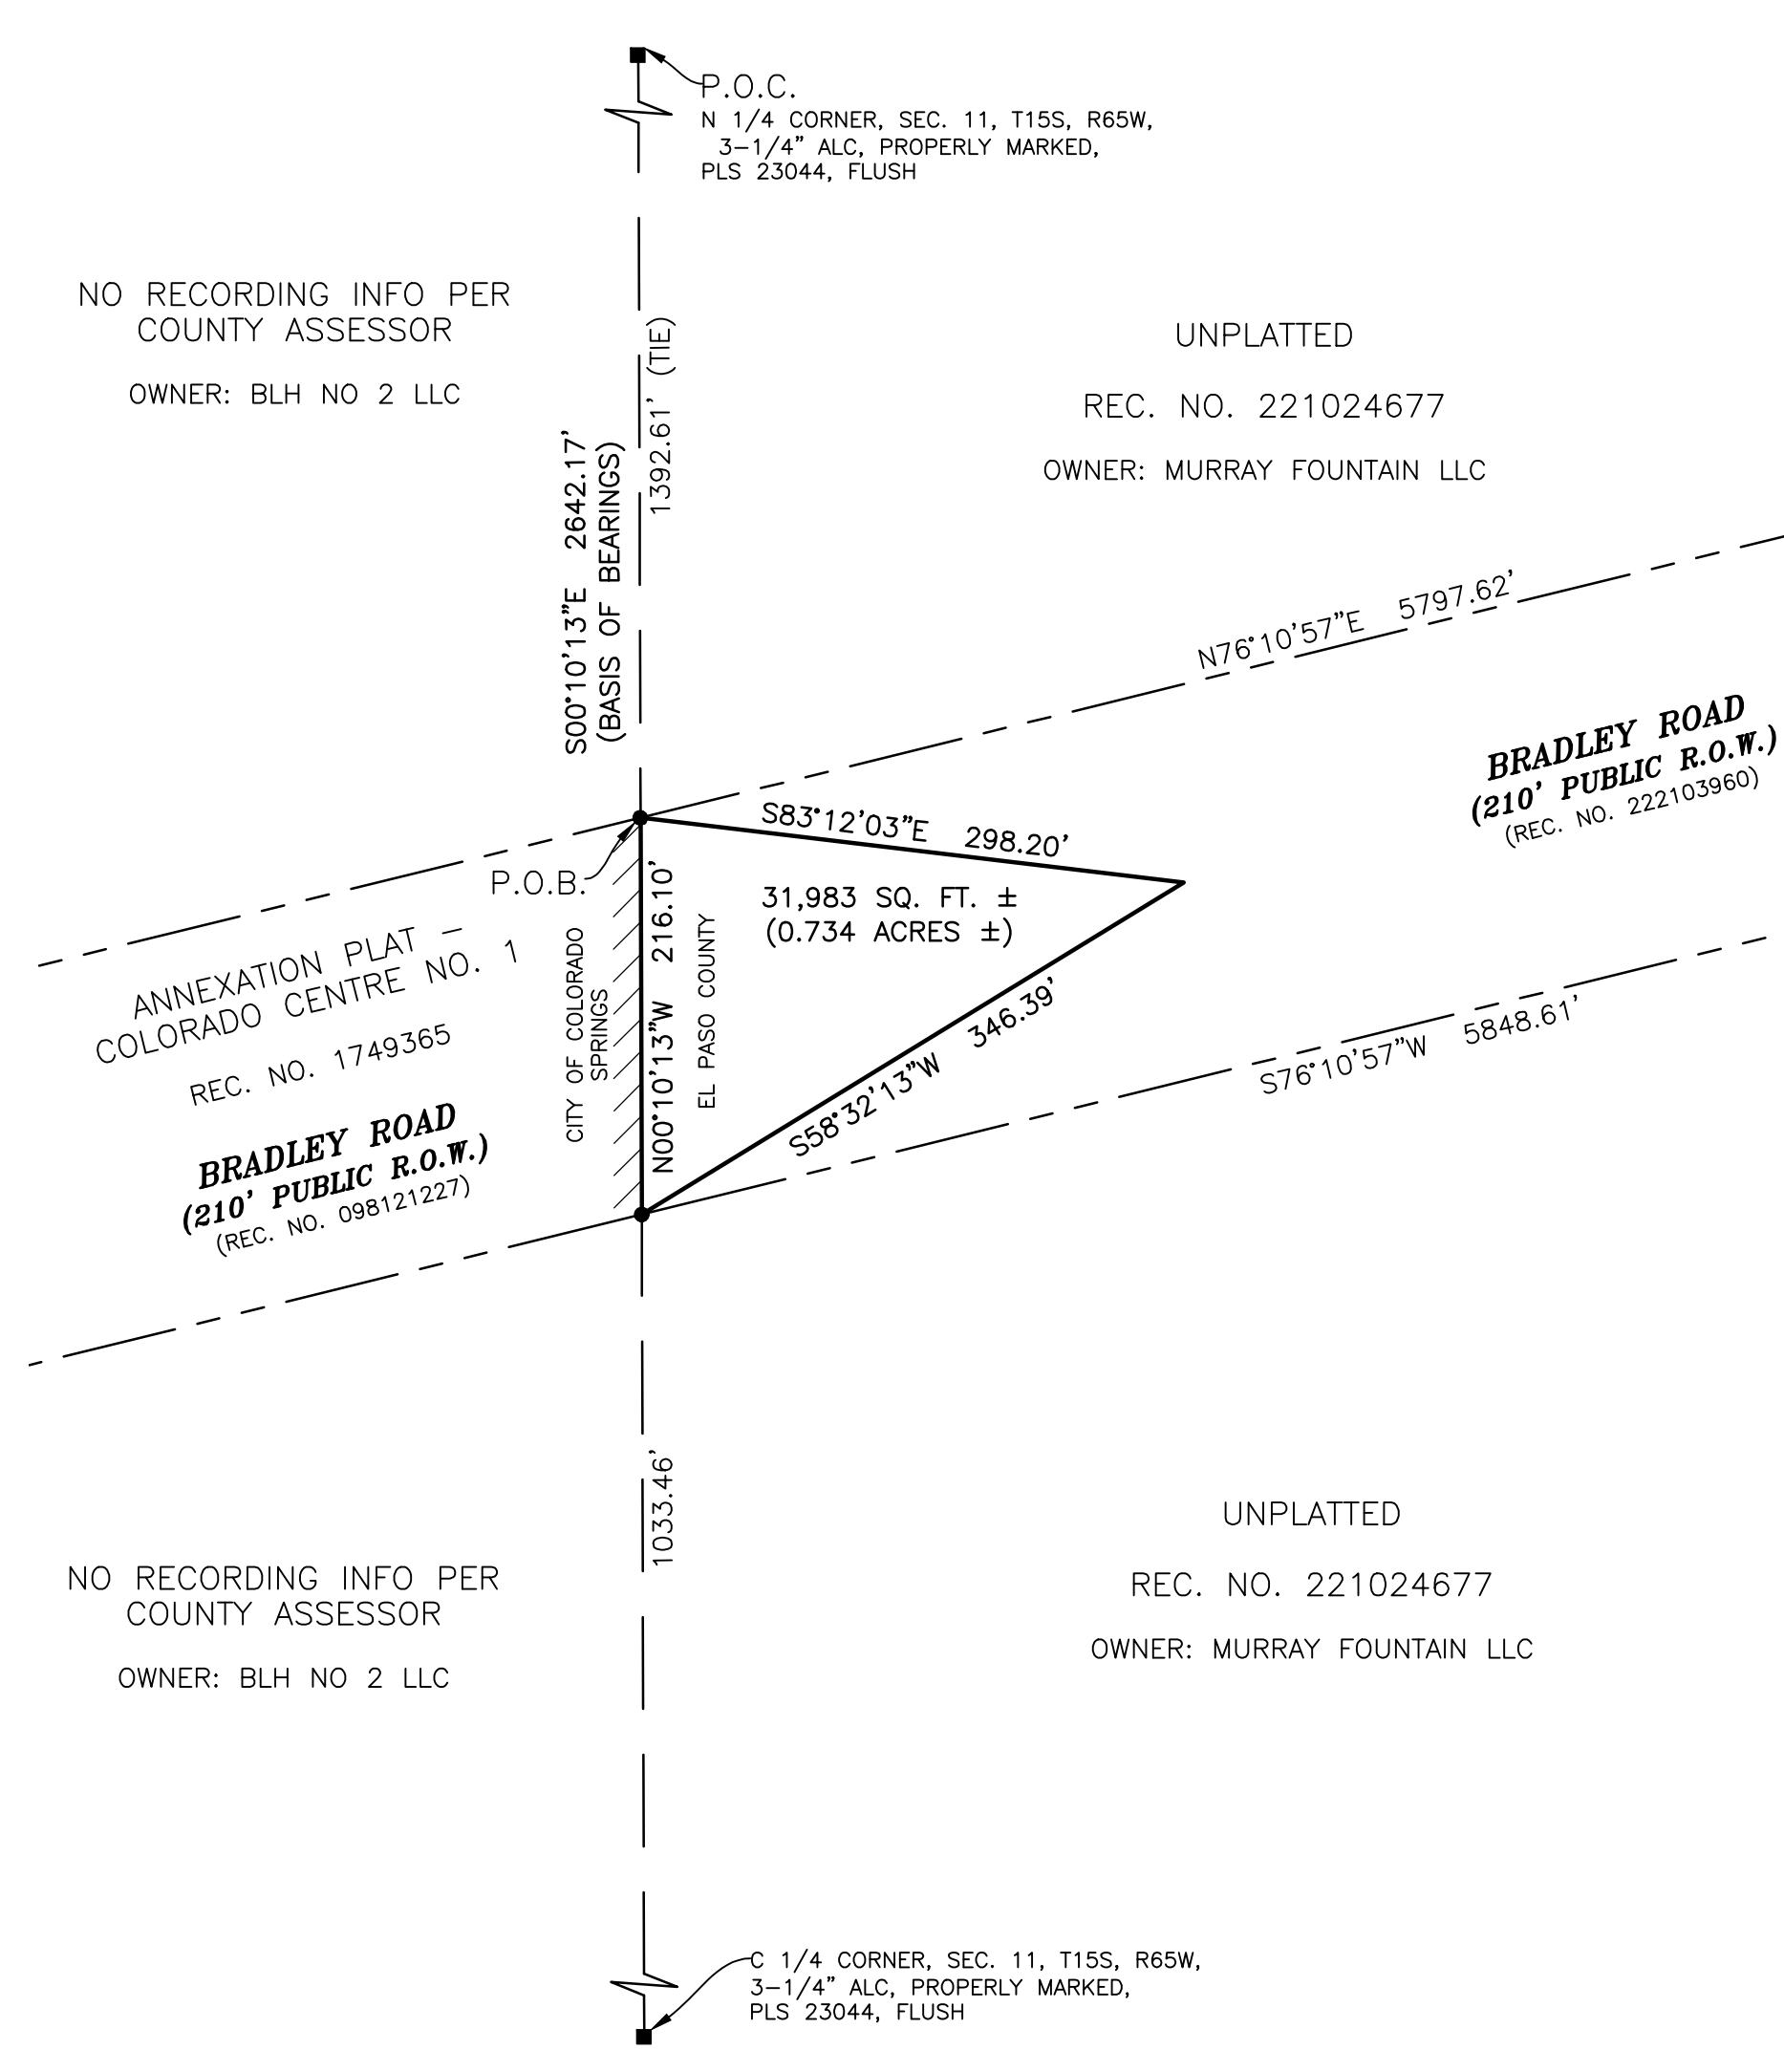 P.O.C.
N 1/4 CORNER, SEC. 11, T15S, R65W,
3-1/4" ALC, PROPERLY MARKED,
PLS 23044, FLUSH
NO RECORDING INFO PER
COUNTY ASSESSOR
OWNER: BLH NO 2 LLC
S00°10'13"E 2642.17'
(BASIS OF BEARINGS)
1392.61' (TIE)
UNPLATTED
REC. NO. 221024677
OWNER: MURRAY FOUNTAIN LLC
N76°10'57"E 5797.62'
BRADLEY ROAD
(210' PUBLIC R.O.W.)
(REC. NO. 222103960)
S83°12'03"E 298.20'
P.O.B.
31,983 SQ. FT. ±
(0.734 ACRES ±)
ANNEXATION PLAT -
COLORADO CENTRE NO. 1
REC. NO. 1749365
BRADLEY ROAD
(210' PUBLIC R.O.W.)
(REC. NO. 098121227)
CITY OF COLORADO
SPRINGS
N00°10'13"W 216.10'
EL PASO COUNTY
S58°32'13"W 346.39'
S76°10'57"W 5848.61'
1033.46'
NO RECORDING INFO PER
COUNTY ASSESSOR
OWNER: BLH NO 2 LLC
UNPLATTED
REC. NO. 221024677
OWNER: MURRAY FOUNTAIN LLC
C 1/4 CORNER, SEC. 11, T15S, R65W,
3-1/4" ALC, PROPERLY MARKED,
PLS 23044, FLUSH